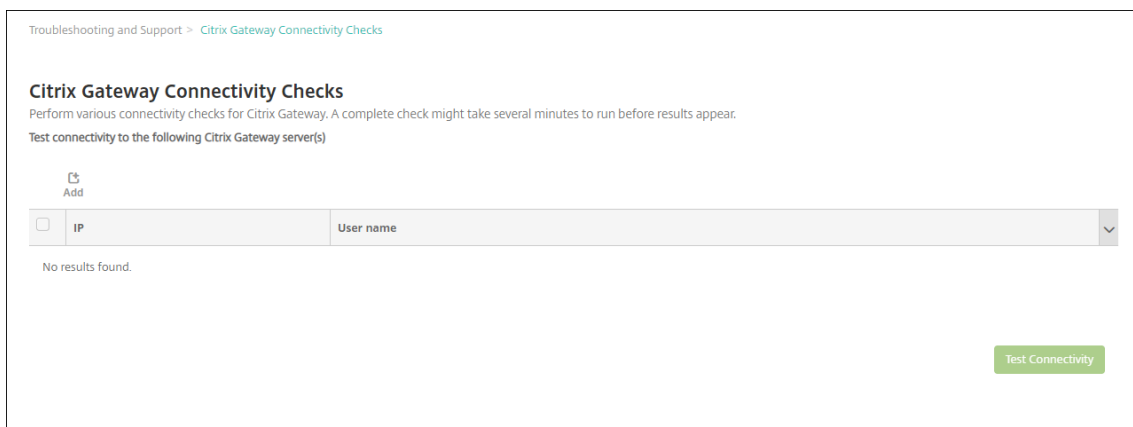 Troubleshooting and Support > Citrix Gateway Connectivity Checks
Citrix Gateway Connectivity Checks
Perform various connectivity checks for Citrix Gateway. A complete check might take several minutes to run before results appear.
Test connectivity to the following Citrix Gateway server(s)
Add
IP User name
No results found.
Test Connectivity